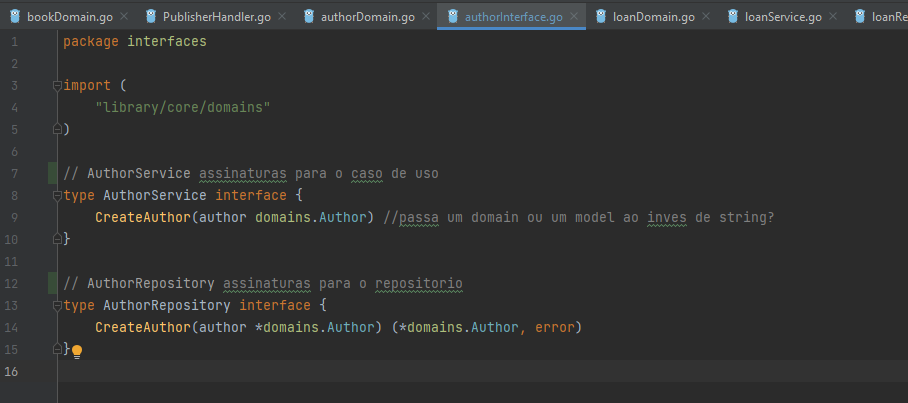 bookDomain.go PublisherHandler.go authorDomain.go authorInterface.go loanDomain.go loanService.go loanRe
1 package interfaces
2
3 import (
4 "library/core/domains"
5 )
6
7 // AuthorService assinaturas para o caso de uso
8 type AuthorService interface {
9 CreateAuthor(author domains.Author) //passa um domain ou um model ao inves de string?
10 }
11
12 // AuthorRepository assinaturas para o repositorio
13 type AuthorRepository interface {
14 CreateAuthor(author *domains.Author) (*domains.Author, error)
15 }
16